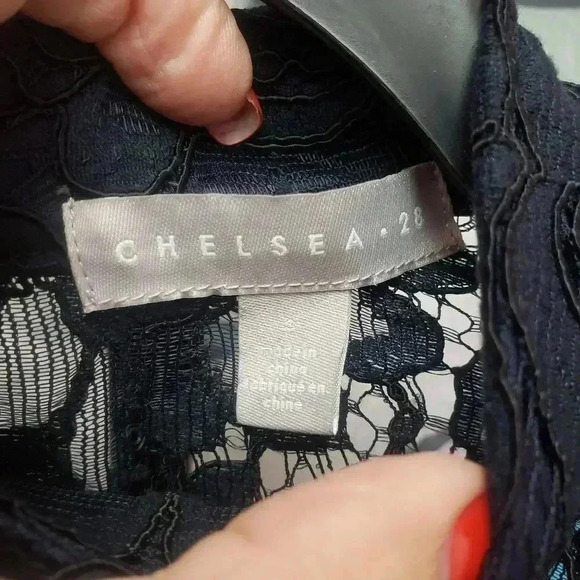 CHELSEA · 28
made in
china
fabriqué en
chine